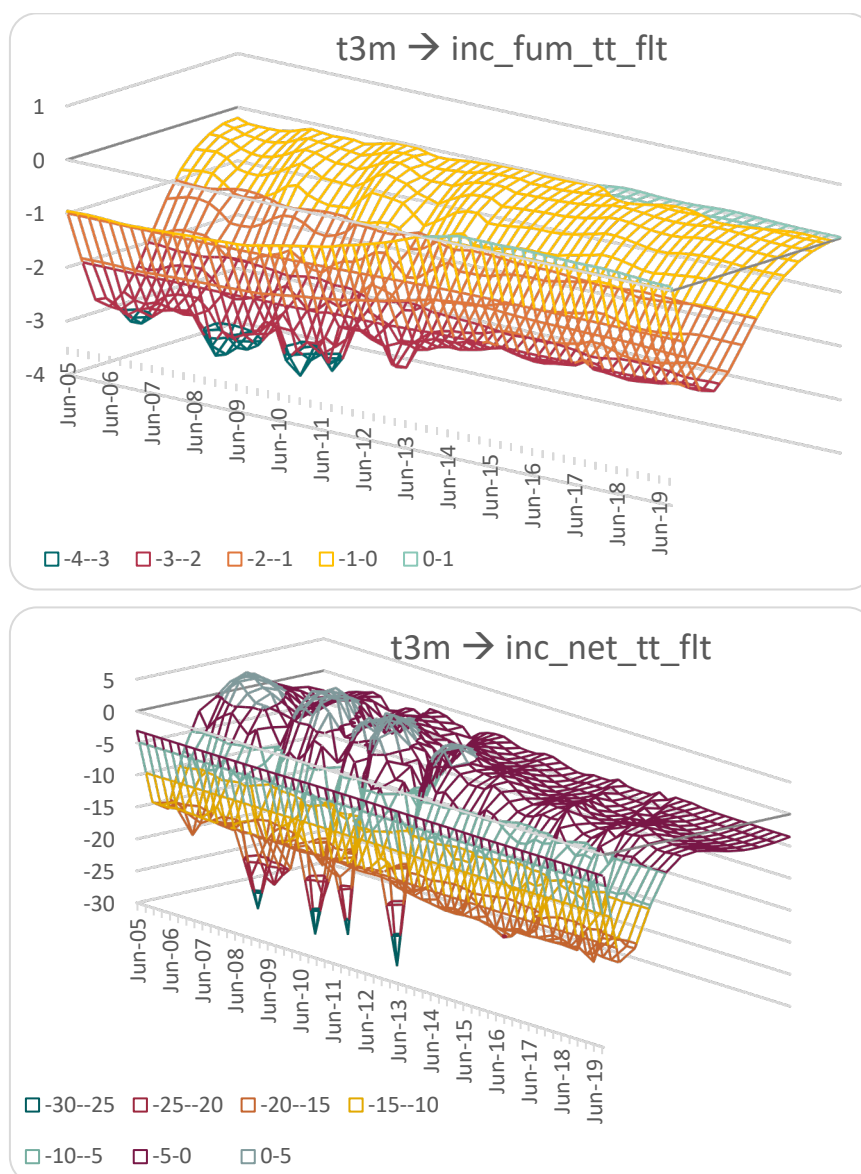 t3m → inc_fum_tt_flt
1
0
-1
-2
-3
-4
Jun-05
Jun-06
Jun-07
Jun-08
Jun-09
Jun-10
Jun-11
Jun-12
Jun-13
Jun-14
Jun-15
Jun-16
Jun-17
Jun-18
Jun-19
-4--3 -3--2 -2--1 -1-0 0-1
t3m → inc_net_tt_flt
5
0
-5
-10
-15
-20
-25
-30
Jun-05
Jun-06
Jun-07
Jun-08
Jun-09
Jun-10
Jun-11
Jun-12
Jun-13
Jun-14
Jun-15
Jun-16
Jun-17
Jun-18
Jun-19
-30--25 -25--20 -20--15 -15--10
-10--5 -5-0 0-5